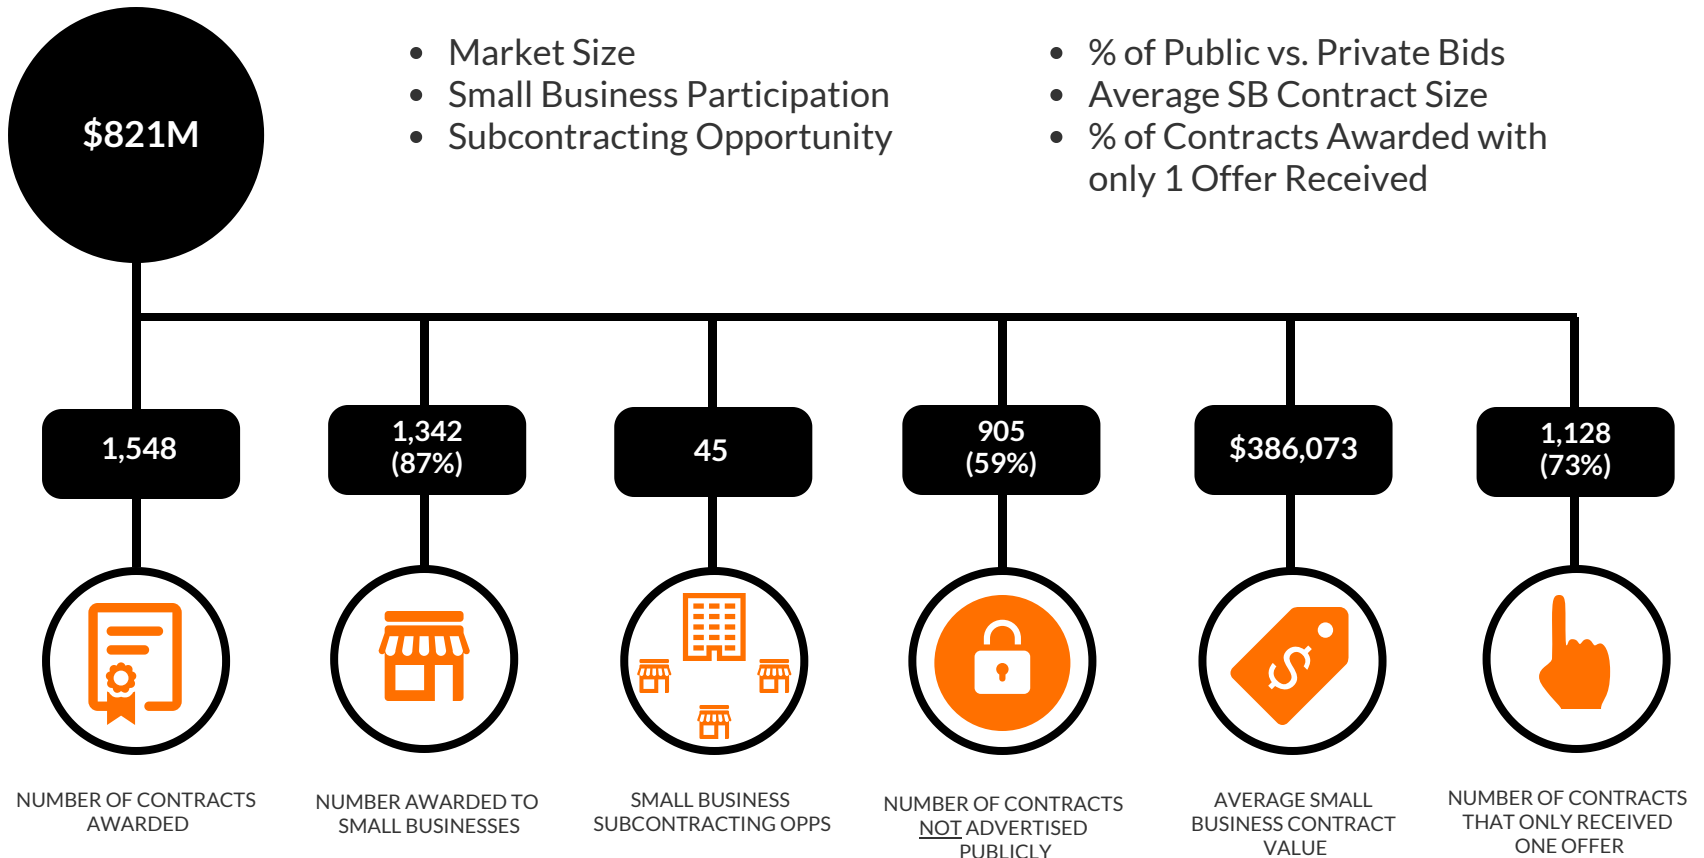 $821M
• Market Size
• Small Business Participation
• Subcontracting Opportunity
• % of Public vs. Private Bids
• Average SB Contract Size
• % of Contracts Awarded with
only 1 Offer Received
1,548
1,342
(87%)
45
905
(59%)
$386,073
1,128
(73%)
$
NUMBER OF CONTRACTS
AWARDED
NUMBER AWARDED TO
SMALL BUSINESSES
SMALL BUSINESS
SUBCONTRACTING OPPS
NUMBER OF CONTRACTS
NOT ADVERTISED
PUBLICLY
AVERAGE SMALL
BUSINESS CONTRACT
VALUE
NUMBER OF CONTRACTS
THAT ONLY RECEIVED
ONE OFFER